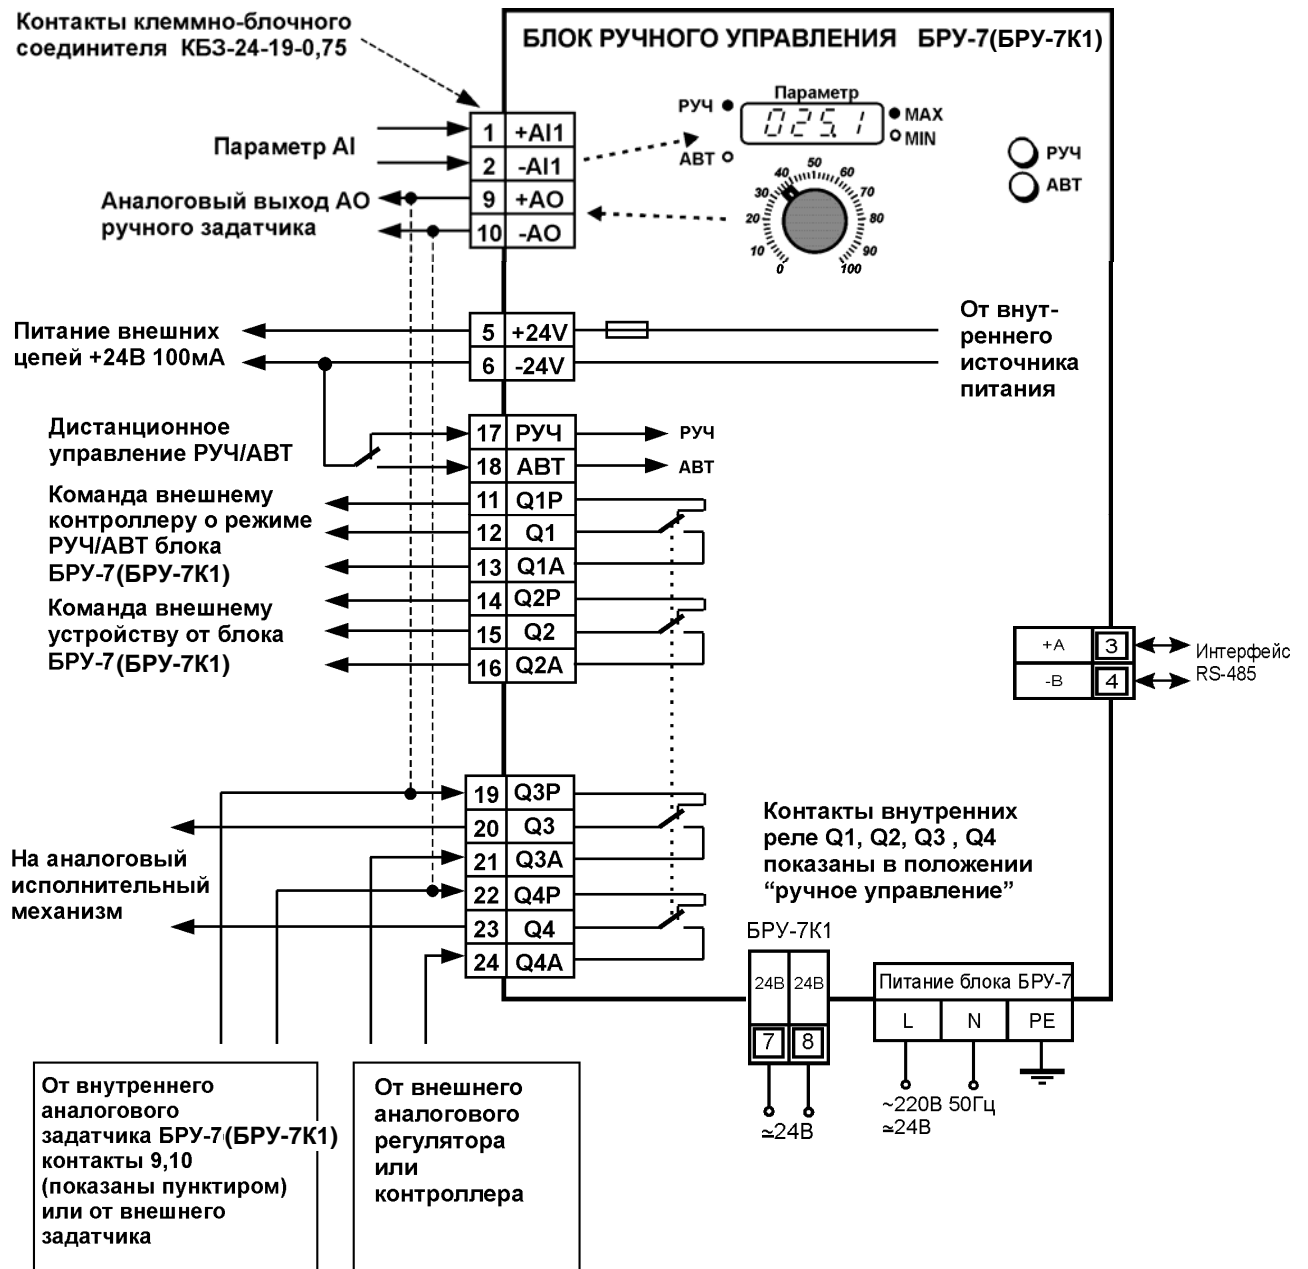 Контакты клеммно-блочного
соединителя КБЗ-24-19-0,75
БЛОК РУЧНОГО УПРАВЛЕНИЯ БРУ-7(БРУ-7К1)
Параметр
РУЧ
025.1
MAX
MIN
АВТ
РУЧ
АВТ
0
10
20
30
40
50
60
70
80
90
100
Параметр AI
1 +AI1
2 -AI1
Аналоговый выход АО
ручного задатчика
9 +AO
10 -AO
Питание внешних
цепей +24В 100мА
5 +24V
6 -24V
От внут-
реннего
источника
питания
Дистанционное
управление РУЧ/АВТ
17 РУЧ
РУЧ
18 АВТ
АВТ
Команда внешнему
контроллеру о режиме
РУЧ/АВТ блока
БРУ-7(БРУ-7К1)
11 Q1P
12 Q1
13 Q1A
Команда внешнему
устройству от блока
БРУ-7(БРУ-7К1)
14 Q2P
15 Q2
16 Q2A
+A 3
-B 4
Интерфейс
RS-485
19 Q3P
20 Q3
21 Q3A
22 Q4P
23 Q4
24 Q4A
На аналоговый
исполнительный
механизм
Контакты внутренних
реле Q1, Q2, Q3 , Q4
показаны в положении
“ручное управление”
БРУ-7К1
24В 24В
7 8
≃24В
Питание блока БРУ-7
L N PE
~220В 50Гц
≃24В
От внутреннего
аналогового
задатчика БРУ-7(БРУ-7К1)
контакты 9,10
(показаны пунктиром)
или от внешнего
задатчика
От внешнего
аналогового
регулятора
или
контроллера